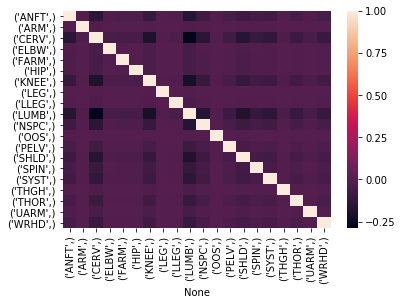 ('ANFT',)
('ARM',)
('CERV',)
('ELBW',)
('FARM',)
('HIP',)
('KNEE',)
('LEG',)
('LLEG',)
('LUMB',)
('NSPC',)
('OOS',)
('PELV',)
('SHLD',)
('SPIN',)
('SYST',)
('THGH',)
('THOR',)
('UARM',)
('WRHD',)
('ANFT',)
('ARM',)
('CERV',)
('ELBW',)
('FARM',)
('HIP',)
('KNEE',)
('LEG',)
('LLEG',)
('LUMB',)
('NSPC',)
('OOS',)
('PELV',)
('SHLD',)
('SPIN',)
('SYST',)
('THGH',)
('THOR',)
('UARM',)
('WRHD',)
None
1.00
0.75
0.50
0.25
0.00
−0.25